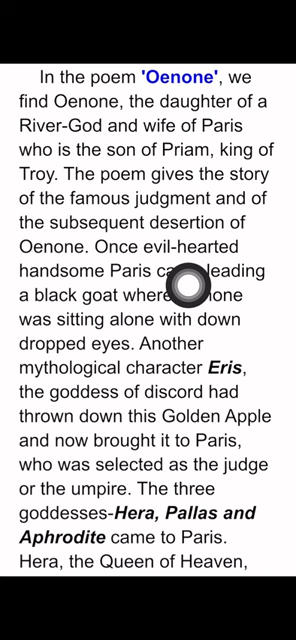 In the poem 'Oenone', we
find Oenone, the daughter of a
River-God and wife of Paris
who is the son of Priam, king of
Troy. The poem gives the story
of the famous judgment and of
the subsequent desertion of
Oenone. Once evil-hearted
handsome Paris leading
a black goat
was sitting alone with down
dropped eyes. Another
mythological character Eris,
the goddess of discord had
thrown down this Golden Apple
and now brought it to Paris,
who was selected as the judge
or the umpire. The three
goddesses-Hera, Pallas and
Aphrodite came to Paris.
Hera, the Queen of Heaven,